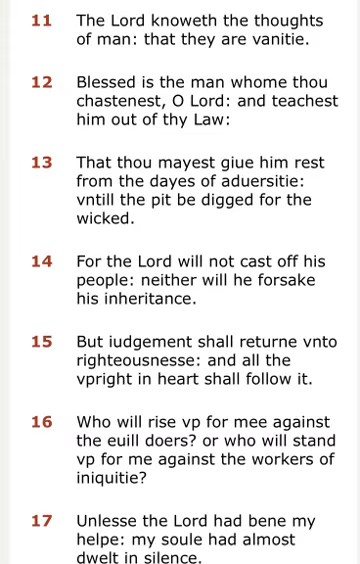 11 The Lord knoweth the thoughts
of man: that they are vanitie.
12 Blessed is the man whome thou
chastenest, O Lord: and teachest
him out of thy Law:
13 That thou mayest giue him rest
from the dayes of aduersitie:
vntill the pit be digged for the
wicked.
14 For the Lord will not cast off his
people: neither will he forsake
his inheritance.
15 But iudgement shall returne vnto
righteousnesse: and all the
vpright in heart shall follow it.
16 Who will rise vp for mee against
the euill doers? or who will stand
vp for me against the workers of
iniquitie?
17 Unlesse the Lord had bene my
helpe: my soule had almost
dwelt in silence.